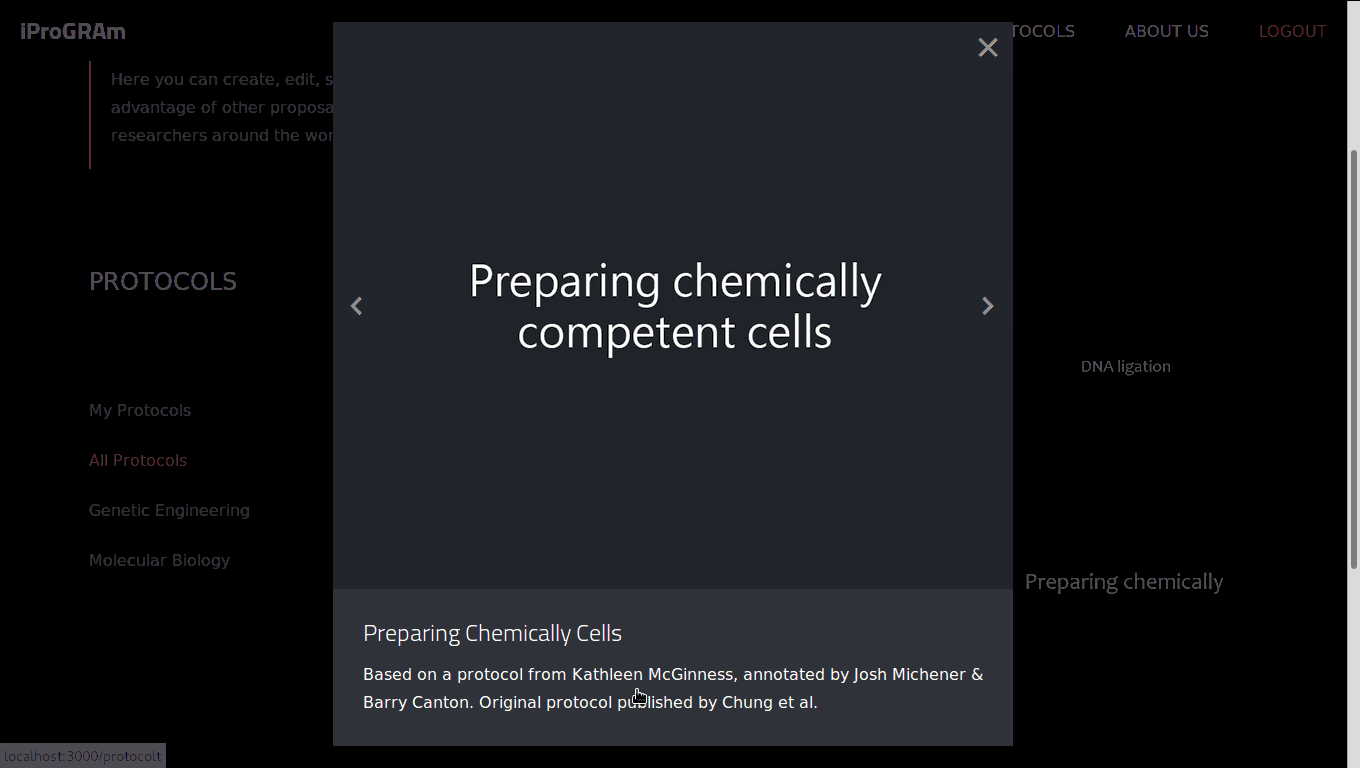 iProGRAm
TOCOLS
ABOUT US
LOGOUT
Here you can create, edit, s
advantage of other proposa
researchers around the wor
PROTOCOLS
My Protocols
All Protocols
Genetic Engineering
Molecular Biology
Preparing chemically
competent cells
DNA ligation
Preparing chemically
Preparing Chemically Cells
Based on a protocol from Kathleen McGinness, annotated by Josh Michener &
Barry Canton. Original protocol published by Chung et al.
localhost:3000/protocolt